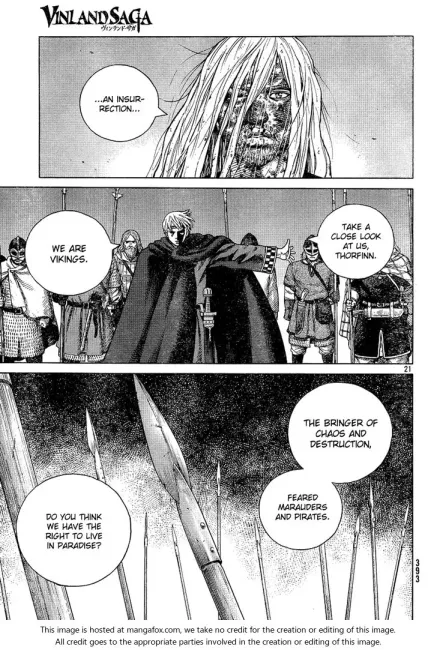 VINLAND SAGA
ヴィンランド・サガ
...AN INSUR-
RECTION...
TAKE A
CLOSE LOOK
AT US,
THORFINN.
WE ARE
VIKINGS.
21
THE BRINGER OF
CHAOS AND
DESTRUCTION,
FEARED
MARAUDERS
AND PIRATES.
DO YOU THINK
WE HAVE THE
RIGHT TO LIVE
IN PARADISE?
393
This image is hosted at mangafox.com, we take no credit for the creation or editing of this image.
All credit goes to the appropriate parties involved in the creation or editing of this image.